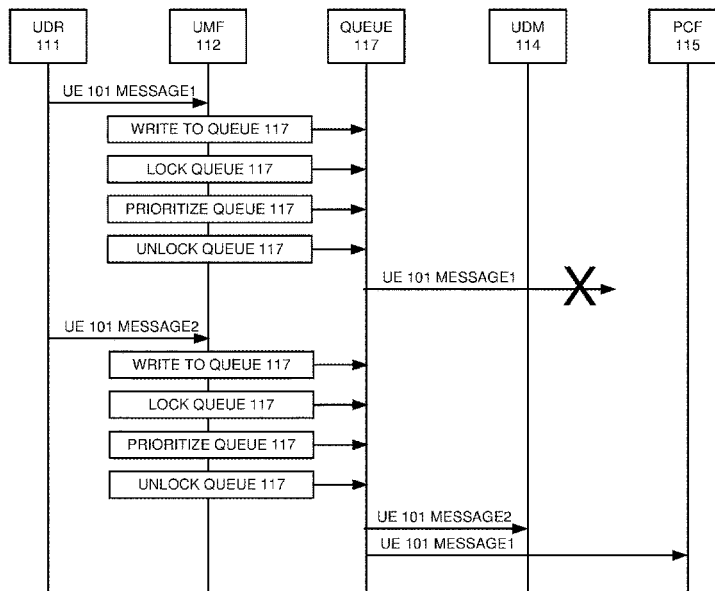 UDR
111
UMF
112
QUEUE
117
UDM
114
PCF
115
UE 101 MESSAGE1
WRITE TO QUEUE 117
LOCK QUEUE 117
PRIORITIZE QUEUE 117
UNLOCK QUEUE 117
UE 101 MESSAGE1
X
UE 101 MESSAGE2
WRITE TO QUEUE 117
LOCK QUEUE 117
PRIORITIZE QUEUE 117
UNLOCK QUEUE 117
UE 101 MESSAGE2
UE 101 MESSAGE1